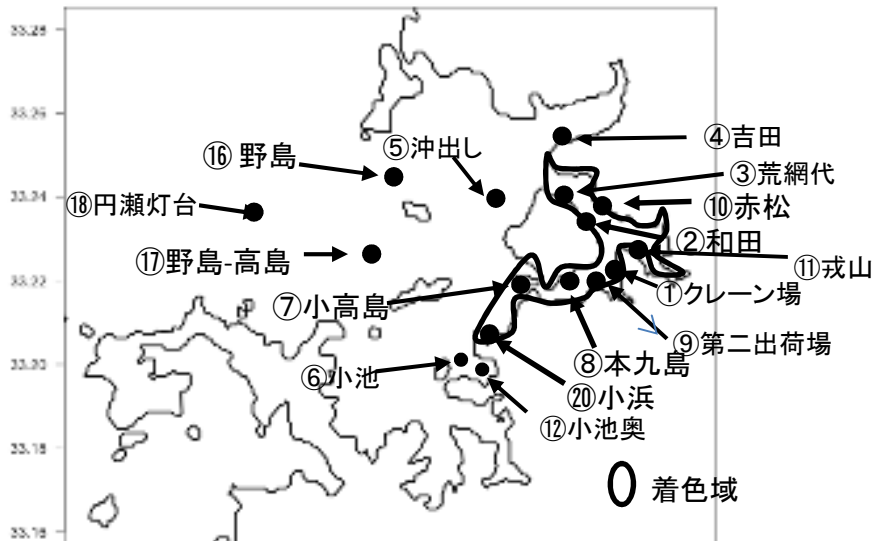 33.28
33.26
④吉田
⑤沖出し
⑯ 野島
③荒網代
33.24
⑱円瀬灯台
⑩赤松
②和田
⑰野島-高島
⑪戎山
33.22
①クレーン場
⑦小高島
⑨第二出荷場
⑧本九島
33.20
⑥小池
⑳小浜
⑫小池奥
33.18
着色域
33.16